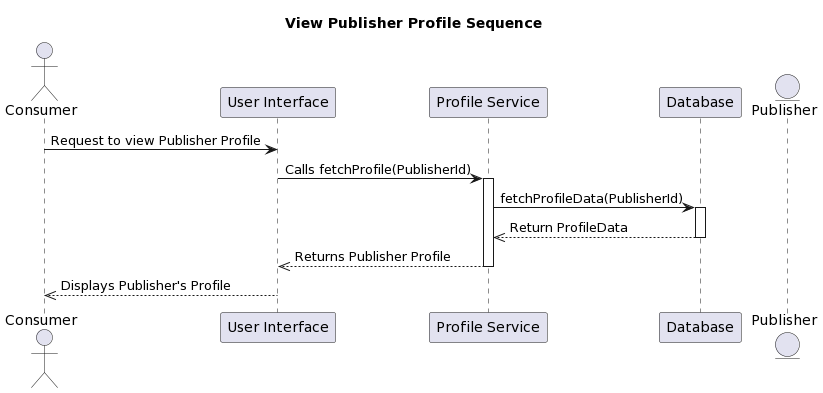 View Publisher Profile Sequence
Consumer
User Interface
Profile Service
Database
Publisher
Request to view Publisher Profile
Calls fetchProfile(PublisherId)
fetchProfileData(PublisherId)
Return ProfileData
Returns Publisher Profile
Displays Publisher's Profile
Consumer
User Interface
Profile Service
Database
Publisher